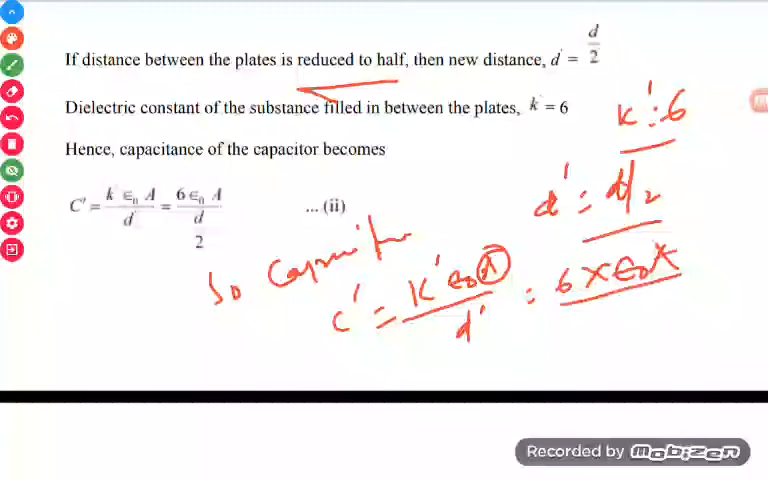 If distance between the plates is reduced to half, then new distance, d = d/2
Dielectric constant of the substance filled in between the plates, k = 6
Hence, capacitance of the capacitor becomes
C' = k ∈₀ A / d = 6 ∈₀ A / d/2 ... (ii)
k' : 6
d' = d/2
So
C' = K' ∈₀ A / d' = 6 × ∈₀ A
Recorded by mobizen